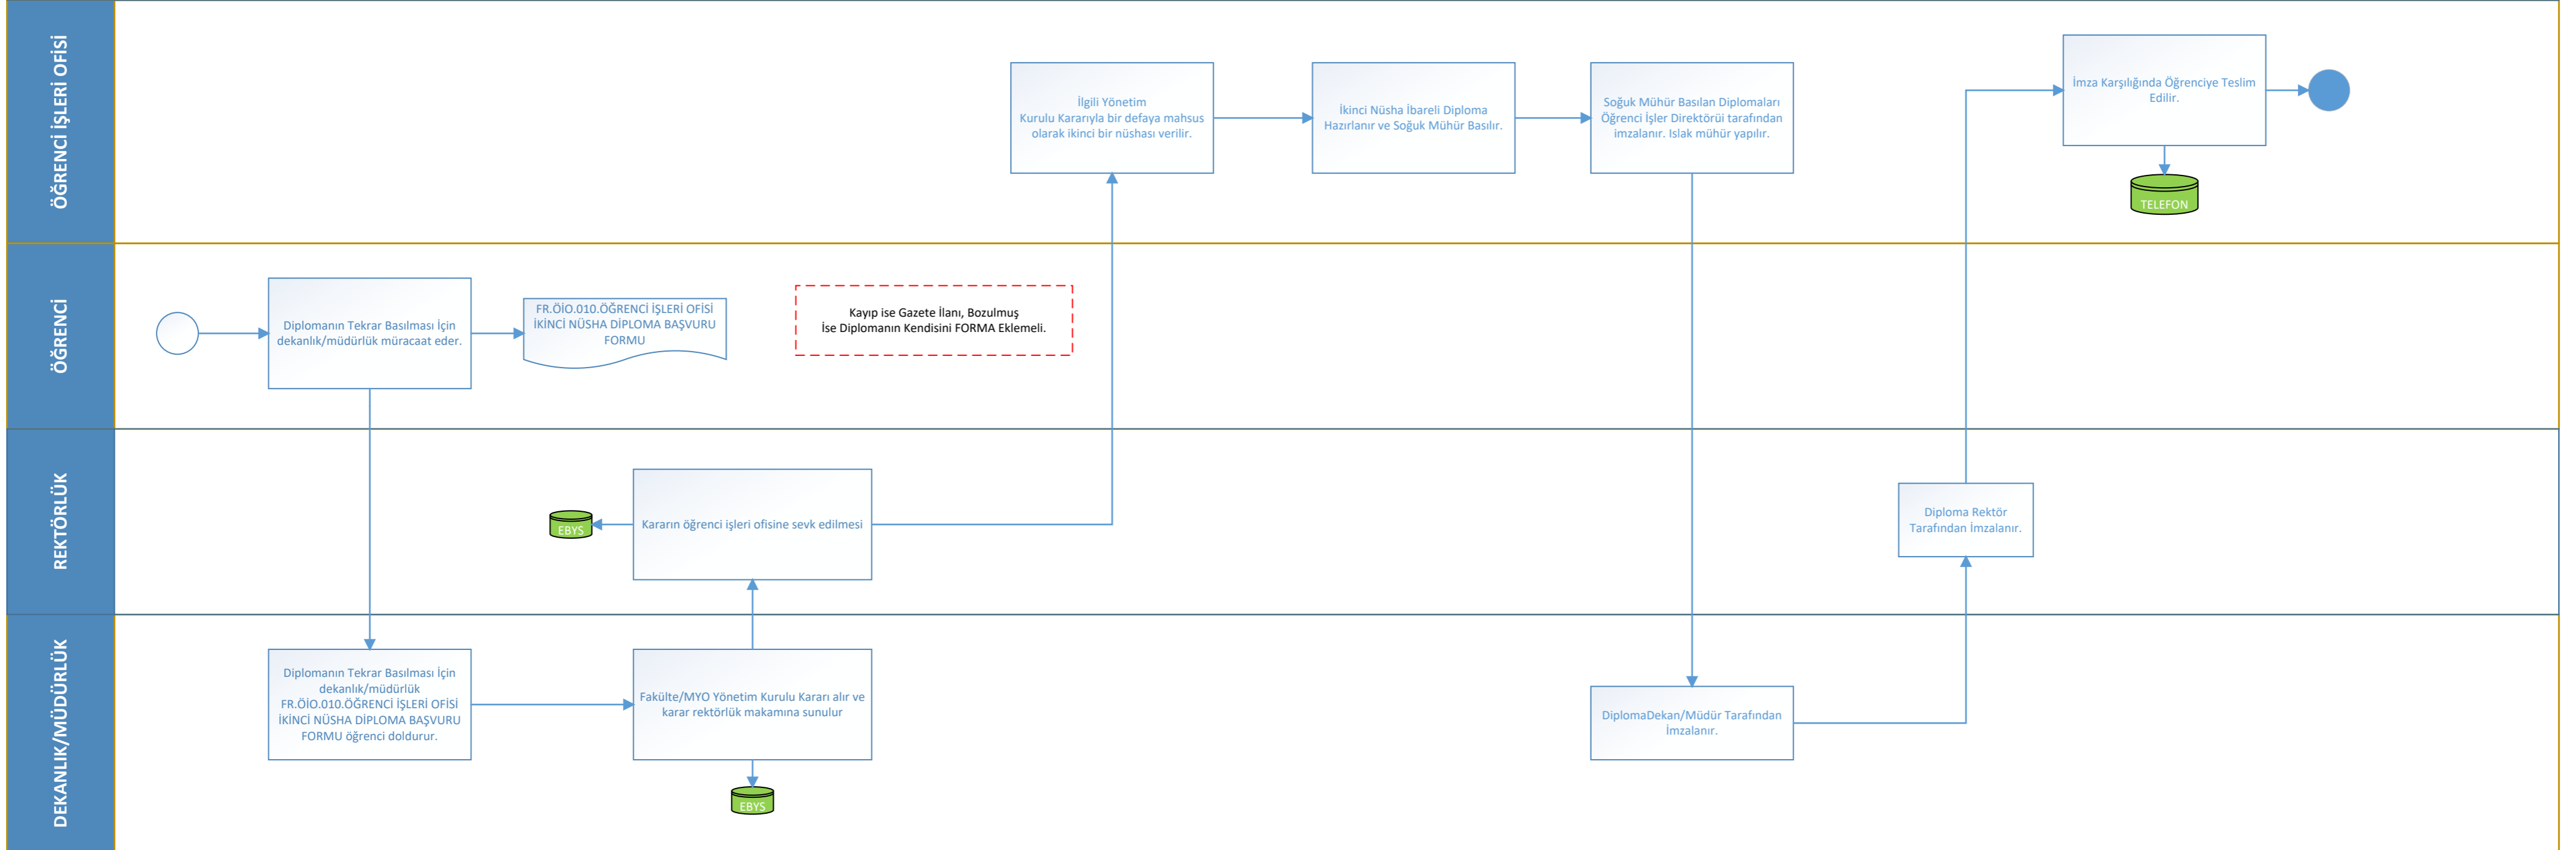 ÖĞRENCİ İŞLERİ OFİSİ
İlgili Yönetim
Kurulu Kararıyla bir defaya mahsus
olarak ikinci bir nüshası verilir.
İkinci Nüsha İbareli Diploma
Hazırlanır ve Soğuk Mühür Basılır.
Soğuk Mühür Basılan Diplomaları
Öğrenci İşler Direktörüi tarafından
imzalanır. Islak mühür yapılır.
İmza Karşılığında Öğrenciye Teslim
Edilir.
TELEFON
ÖĞRENCİ
Diplomanın Tekrar Basılması İçin
dekanlık/müdürlük müracaat eder.
FR.ÖİO.010.ÖĞRENCİ İŞLERİ OFİSİ
İKİNCİ NÜSHA DİPLOMA BAŞVURU
FORMU
Kayıp ise Gazete İlanı, Bozulmuş
İse Diplomanın Kendisini FORMA Eklemeli.
REKTÖRLÜK
EBYS
Kararın öğrenci işleri ofisine sevk edilmesi
Diploma Rektör
Tarafından İmzalanır.
DEKANLIK/MÜDÜRLÜK
Diplomanın Tekrar Basılması İçin
dekanlık/müdürlük
FR.ÖİO.010.ÖĞRENCİ İŞLERİ OFİSİ
İKİNCİ NÜSHA DİPLOMA BAŞVURU
FORMU öğrenci doldurur.
Fakülte/MYO Yönetim Kurulu Kararı alır ve
karar rektörlük makamına sunulur
EBYS
DiplomaDekan/Müdür Tarafından
İmzalanır.